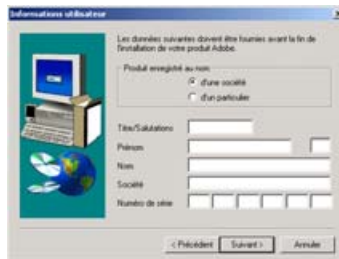 Informations utilisateur
Les données suivantes doivent être fournies avant la fin de
l'installation de votre produit Adobe.
Produit enregistré au nom:
d'une société
d'un particulier
Titre/Salutations
Prénom
Nom
Société
Numéro de série
< Précédent
Suivant >
Annuler